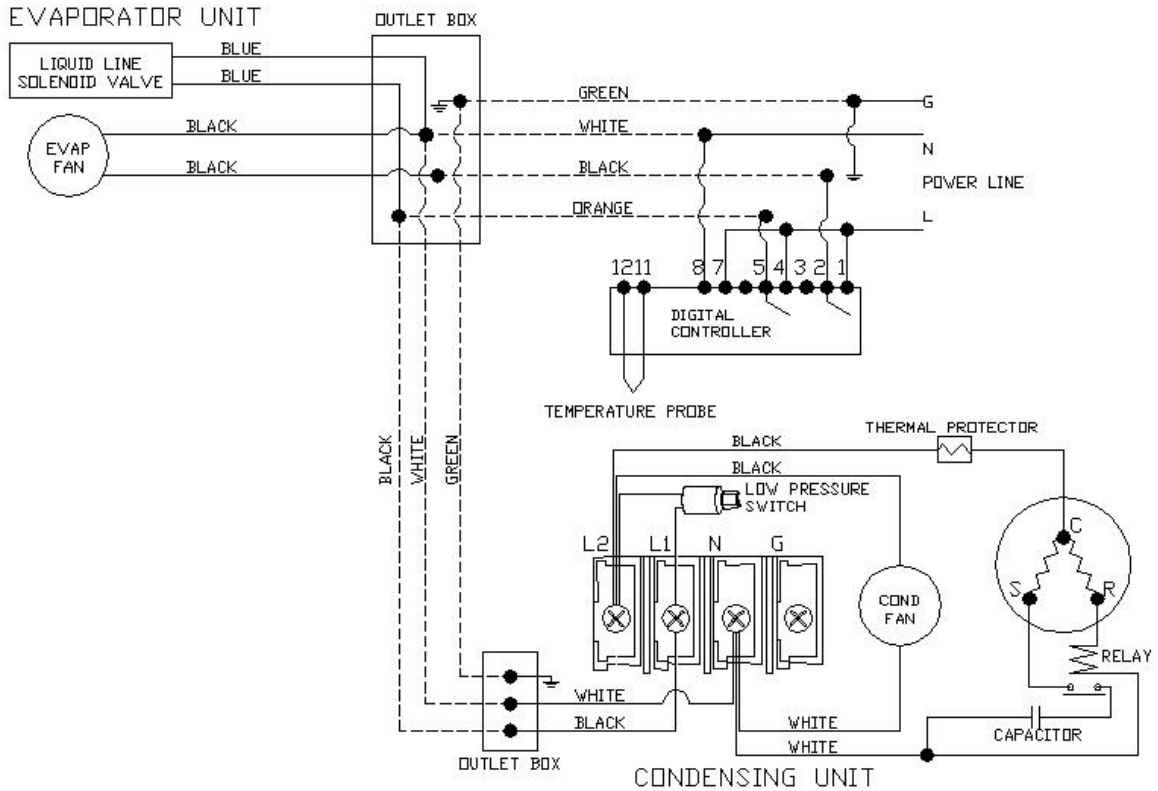 EVAPORATOR UNIT
OUTLET BOX
LIQUID LINE
SOLENOID VALVE
BLUE
BLUE
GREEN
G
BLACK
WHITE
N
EVAP
FAN
BLACK
BLACK
POWER LINE
ORANGE
L
12 11 8 7 5 4 3 2 1
DIGITAL
CONTROLLER
TEMPERATURE PROBE
BLACK
WHITE
GREEN
BLACK
THERMAL PROTECTOR
BLACK
LOW PRESSURE
SWITCH
L2 L1 N G
C
S
R
COND
FAN
RELAY
WHITE
BLACK
WHITE
WHITE
CAPACITOR
OUTLET BOX
CONDENSING UNIT